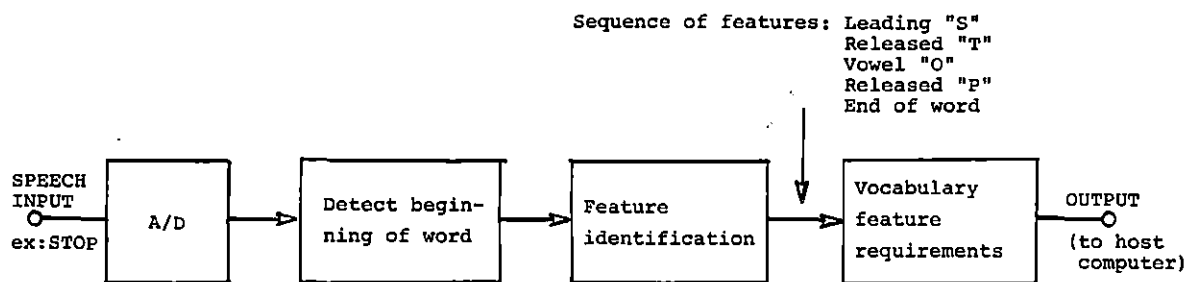 Sequence of features: Leading "S"
Released "T"
Vowel "O"
Released "P"
End of word
SPEECH
INPUT
ex:STOP
A/D
Detect begin-
ning of word
Feature
identification
Vocabulary
feature
requirements
OUTPUT
(to host
computer)